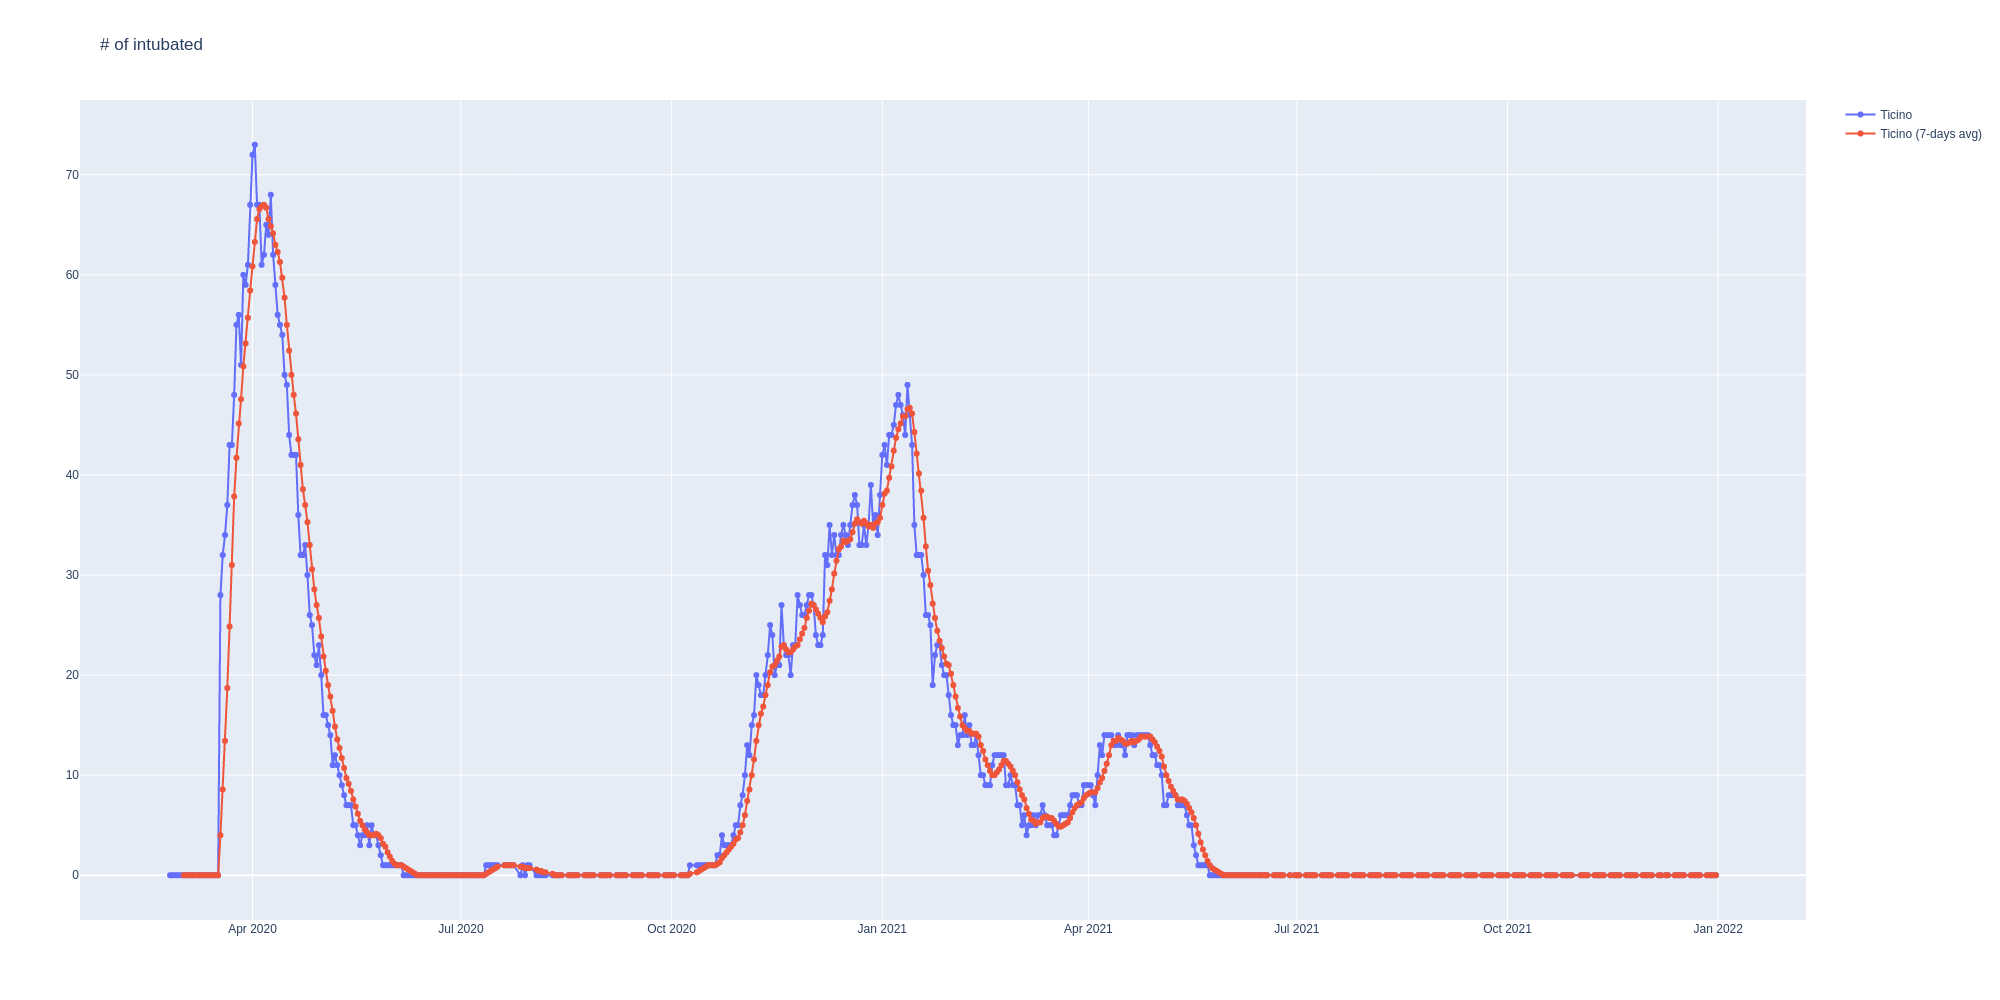 # of intubated
Ticino
Ticino (7-days avg)
70
60
50
40
30
20
10
0
Apr 2020
Jul 2020
Oct 2020
Jan 2021
Apr 2021
Jul 2021
Oct 2021
Jan 2022